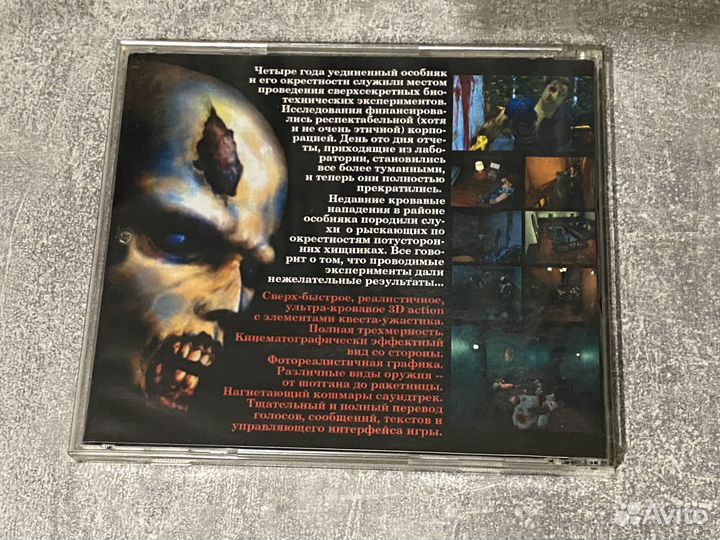 Четыре года уединенный особняк
и его окрестности служили местом
проведения сверхсекретных био-
технических экспериментов.
Исследования финансирова-
лись респектабельной (хотя
и не очень этичной) корпо-
рацией. День ото дня отче-
ты, приходящие из лабо-
ратории, становились
все более туманными,
и теперь они полностью
прекратились.
Недавние кровавые
нападения в районе
особняка породили слу-
хи о рыскающих по
окрестностям потусторон-
них хищниках. Все гово-
рит о том, что проводимые
эксперименты дали
нежелательные результаты...
Сверх-быстрое, реалистичное,
ультра-кровавое 3D action
с элементами квеста-ужастика.
Полная трехмерность.
Кинематографически эффектный
вид со стороны.
Фотореалистичная графика.
Различные виды оружия --
от шотгана до ракетницы.
Нагнетающий кошмары саундтрек.
Тщательный и полный перевод
голосов, сообщений, текстов и
управляющего интерфейса игры.
Avito